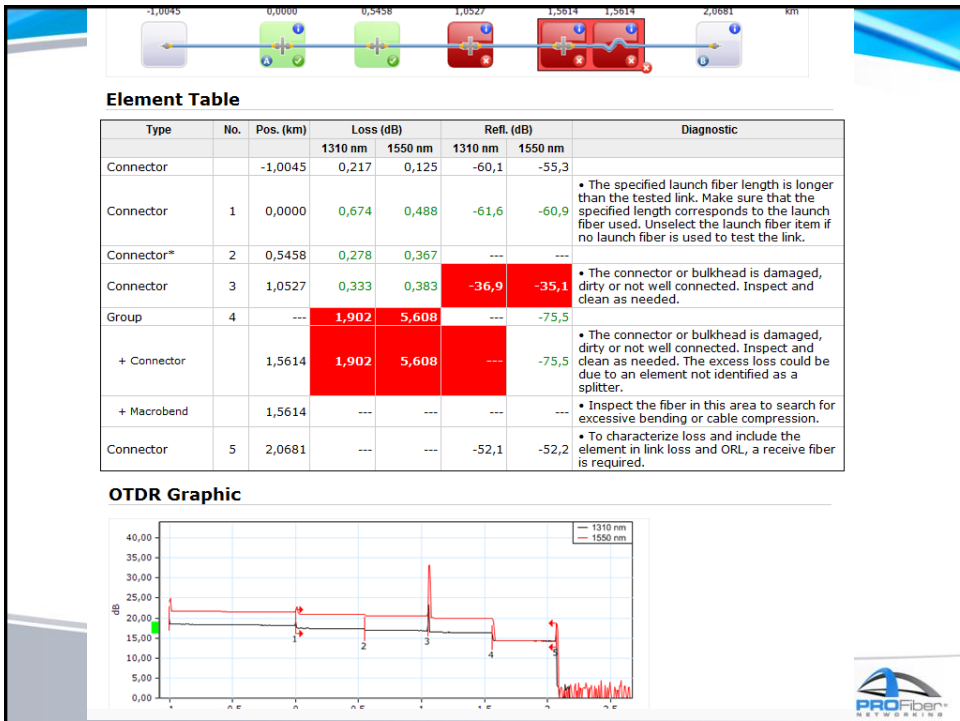 -1,0045 0,0000 0,5458 1,0527 1,5614 1,5614 2,0681 km
A B
Element Table
Type No. Pos. (km) Loss (dB) Refl. (dB) Diagnostic
1310 nm 1550 nm 1310 nm 1550 nm
Connector -1,0045 0,217 0,125 -60,1 -55,3
• The specified launch fiber length is longer
than the tested link. Make sure that the
Connector 1 0,0000 0,674 0,488 -61,6 -60,9 specified length corresponds to the launch
fiber used. Unselect the launch fiber item if
no launch fiber is used to test the link.
Connector* 2 0,5458 0,278 0,367 --- ---
• The connector or bulkhead is damaged,
Connector 3 1,0527 0,333 0,383 -36,9 -35,1 dirty or not well connected. Inspect and
clean as needed.
Group 4 --- 1,902 5,608 --- -75,5
• The connector or bulkhead is damaged,
dirty or not well connected. Inspect and
+ Connector 1,5614 1,902 5,608 --- -75,5 clean as needed. The excess loss could be
due to an element not identified as a
splitter.
+ Macrobend 1,5614 --- --- --- --- • Inspect the fiber in this area to search for
excessive bending or cable compression.
• To characterize loss and include the
Connector 5 2,0681 --- --- -52,1 -52,2 element in link loss and ORL, a receive fiber
is required.
OTDR Graphic
1310 nm
1550 nm
40,00
35,00
30,00
25,00
20,00
15,00
10,00
5,00
0,00
dB
1 2 3 4 5
PROFiber
NETWORKING